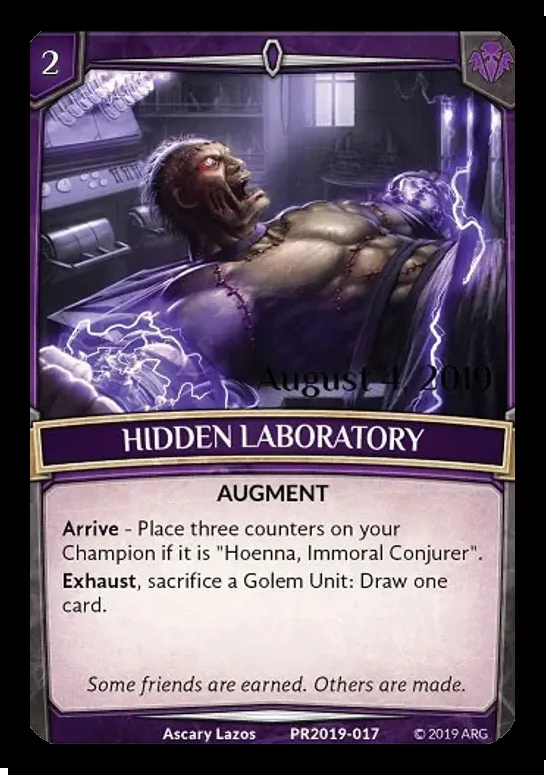 2
August 4, 2019
HIDDEN LABORATORY
AUGMENT
Arrive - Place three counters on your
Champion if it is "Hoenna, Immoral Conjurer".
Exhaust, sacrifice a Golem Unit: Draw one
card.
Some friends are earned. Others are made.
Ascary Lazos PR2019-017 © 2019 ARG